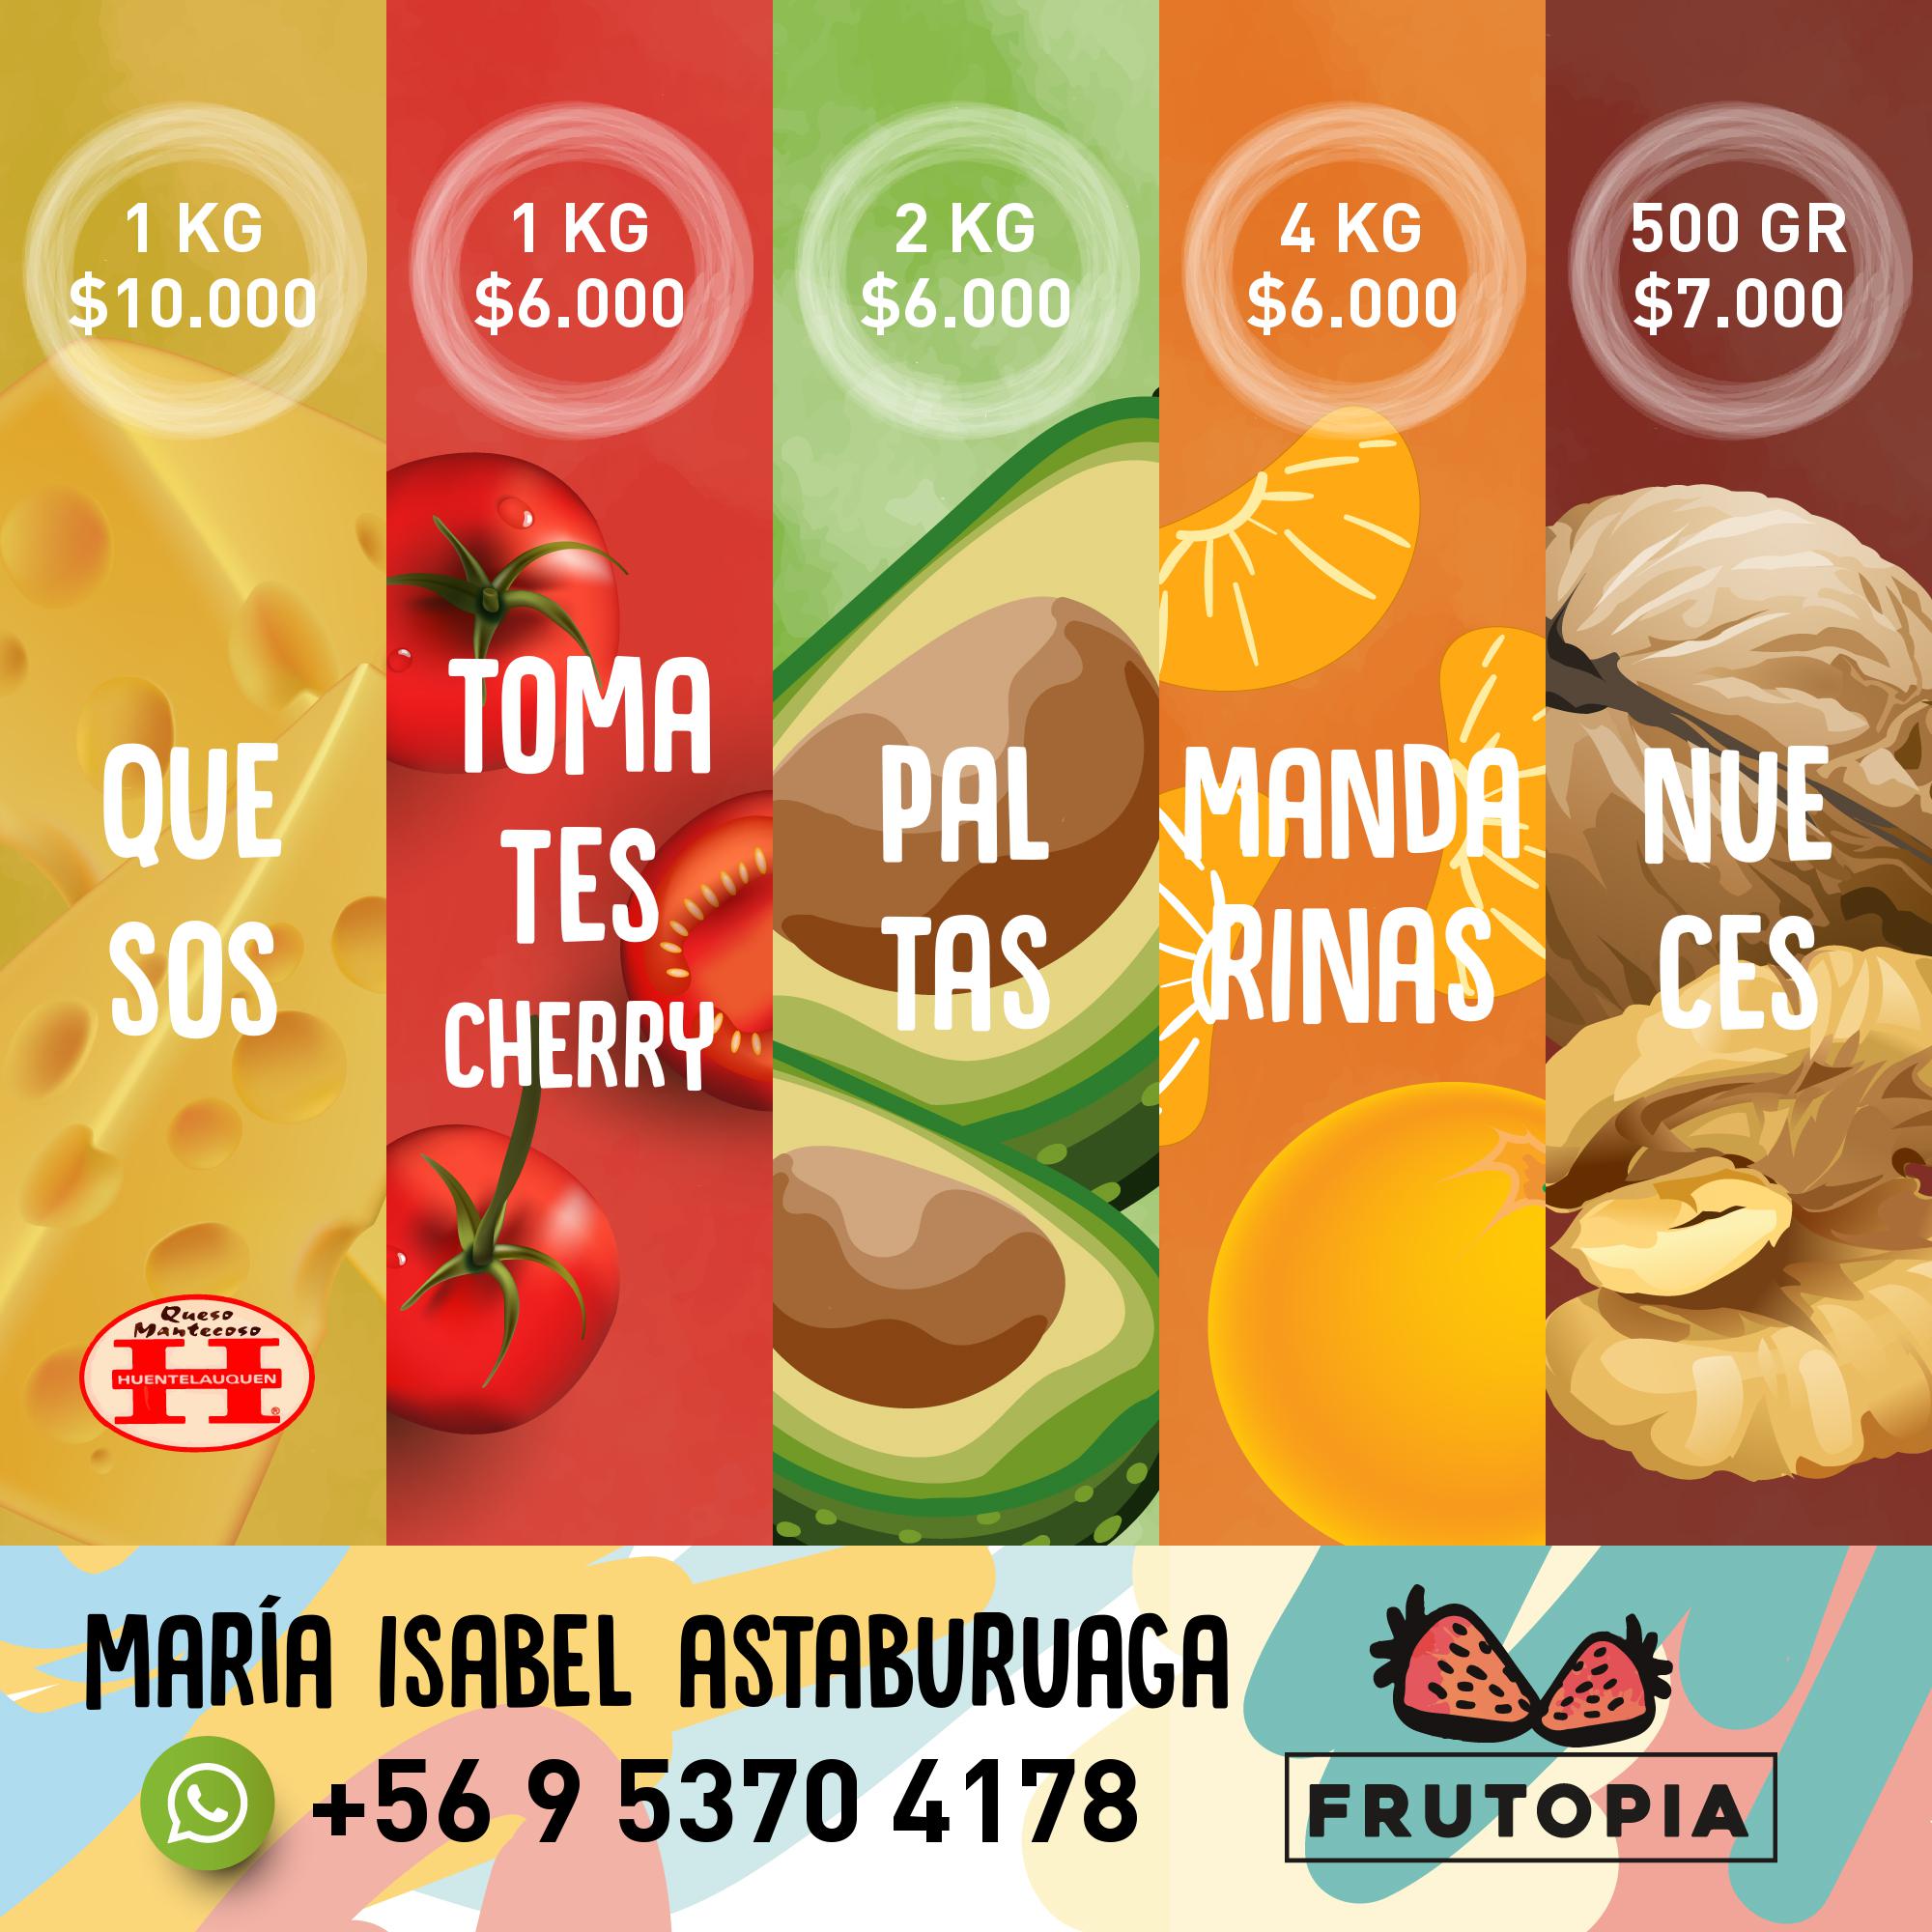 1 KG
$10.000
QUE
SOS
Queso
Mantecoso
H
HUENTELAUQUEN
®
1 KG
$6.000
TOMA
TES
CHERRY
2 KG
$6.000
PAL
TAS
4 KG
$6.000
MANDA
RINAS
500 GR
$7.000
NUE
CES
MARÍA ISABEL ASTABURUAGA
+56 9 5370 4178
FRUTOPIA